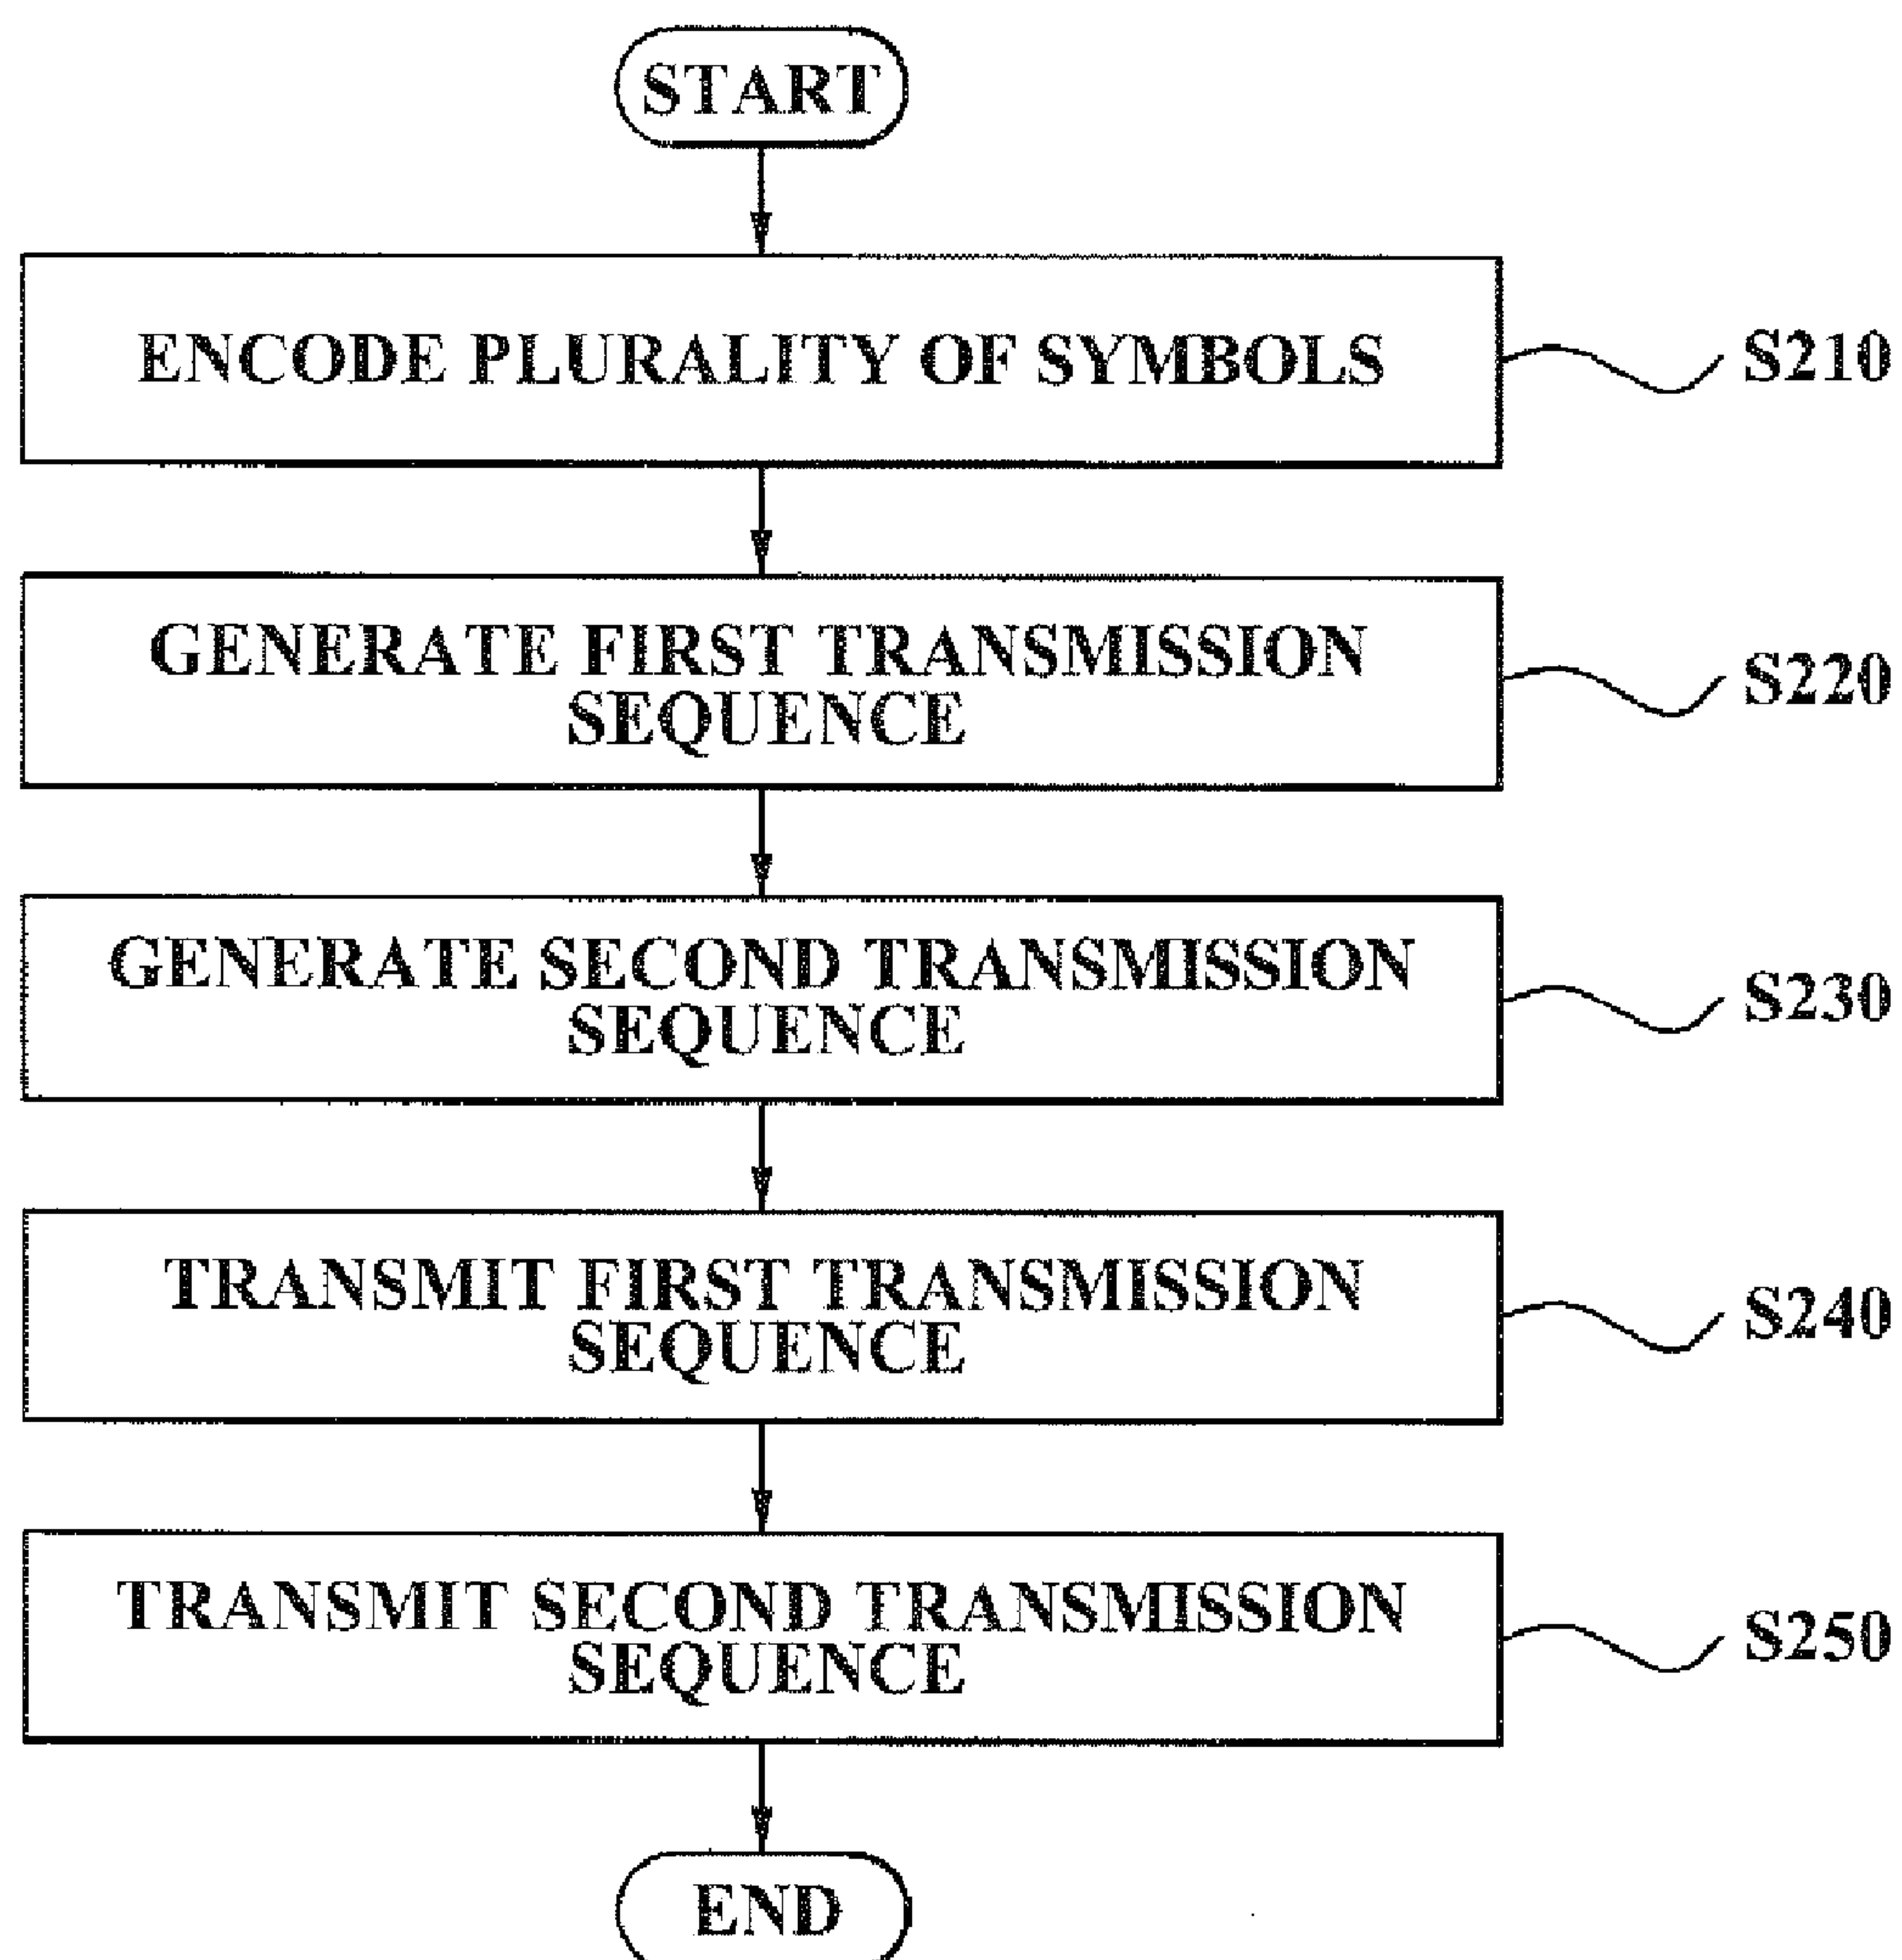 START
ENCODE PLURALITY OF SYMBOLS
S210
GENERATE FIRST TRANSMISSION
SEQUENCE
S220
GENERATE SECOND TRANSMISSION
SEQUENCE
S230
TRANSMIT FIRST TRANSMISSION
SEQUENCE
S240
TRANSMIT SECOND TRANSMISSION
SEQUENCE
S250
END